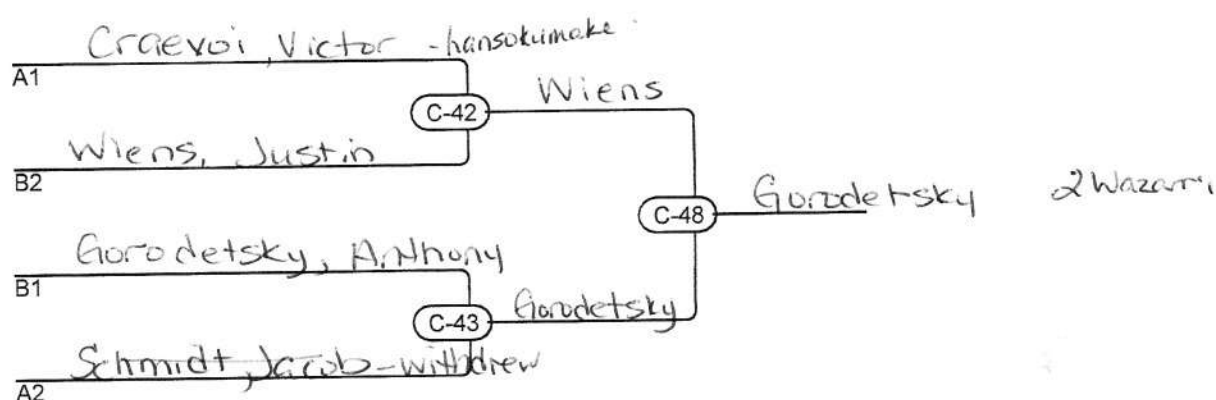 Craevoi, Victor - hansokumake
A1
C-42
Wiens
Wiens, Justin
B2
C-48
Gorodetsky 2 Wazarri
Gorodetsky, Anthony
B1
C-43
Gorodetsky
Schmidt, Jacob - withdrew
A2